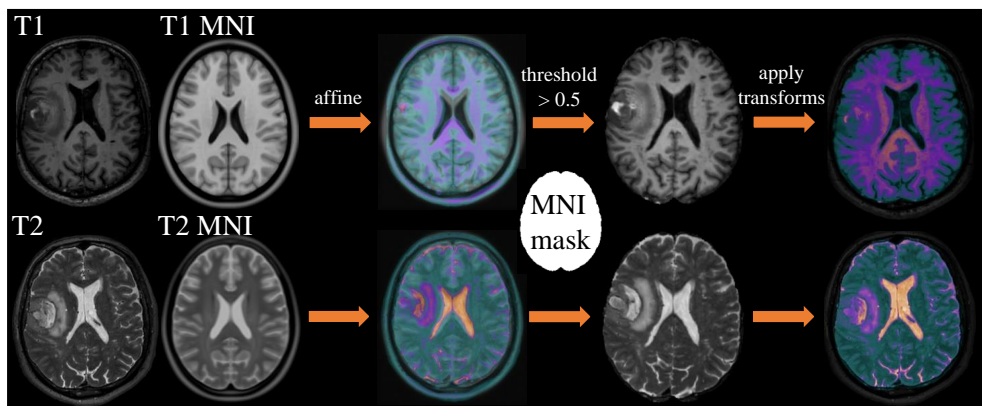 T1
T1 MNI
affine
threshold
> 0.5
apply
transforms
MNI
mask
T2
T2 MNI